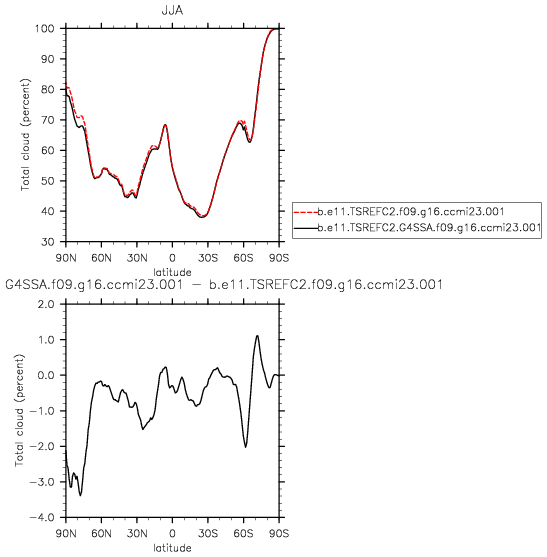 JJA
Total cloud (percent)
100
90
80
70
60
50
40
30
90N 60N 30N 0 30S 60S 90S
latitude
b.e11.TSREFC2.f09.g16.ccmi23.001
b.e11.TSREFC2.G4SSA.f09.g16.ccmi23.001
G4SSA.f09.g16.ccmi23.001 − b.e11.TSREFC2.f09.g16.ccmi23.001
Total cloud (percent)
2.0
1.0
0.0
−1.0
−2.0
−3.0
−4.0
90N 60N 30N 0 30S 60S 90S
latitude